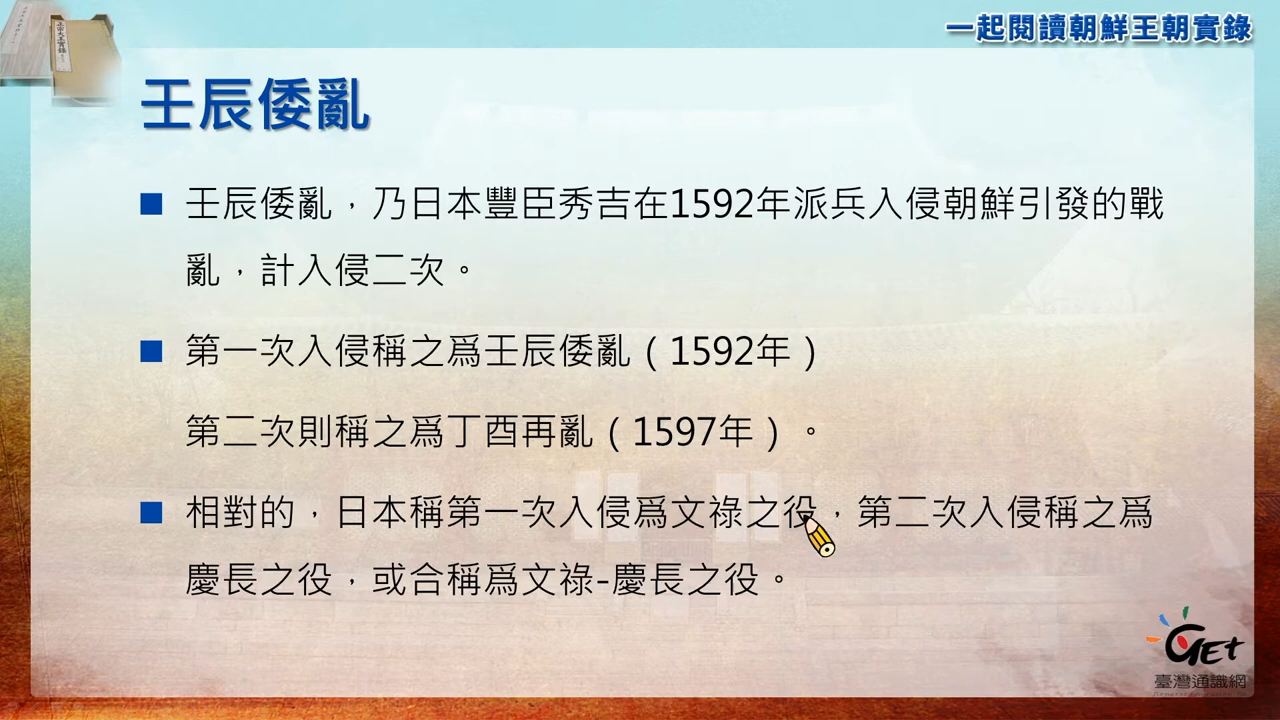 一起閱讀朝鮮王朝實錄
壬辰倭亂
壬辰倭亂，乃日本豐臣秀吉在1592年派兵入侵朝鮮引發的戰
亂，計入侵二次。
第一次入侵稱之爲壬辰倭亂（1592年）
第二次則稱之爲丁酉再亂（1597年）。
相對的，日本稱第一次入侵爲文祿之役，第二次入侵稱之爲
慶長之役，或合稱爲文祿-慶長之役。
GET
臺灣通識網